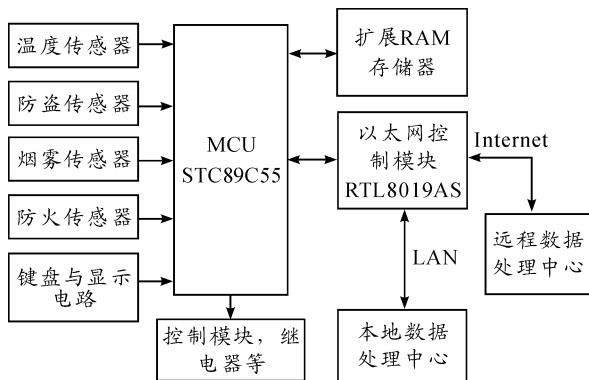 温度传感器
防盗传感器
烟雾传感器
防火传感器
键盘与显示
电路
MCU
STC89C55
控制模块，继
电器等
扩展RAM
存储器
以太网控
制模块
RTL8019AS
Internet
LAN
远程数据
处理中心
本地数据
处理中心